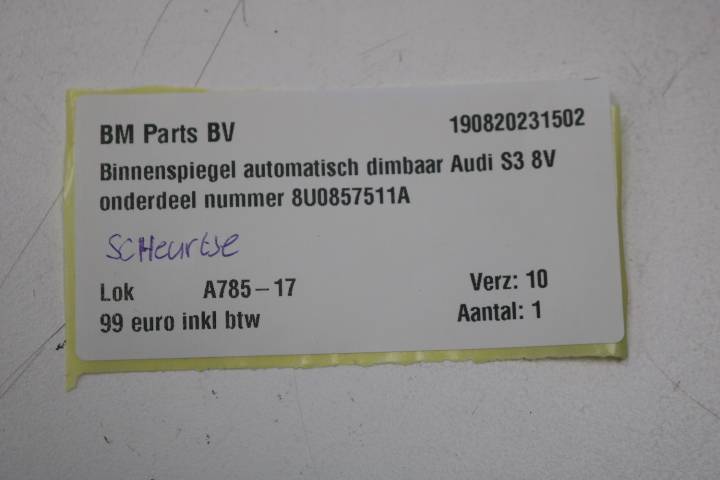 BM Parts BV 190820231502
Binnenspiegel automatisch dimbaar Audi S3 8V
onderdeel nummer 8U0857511A
SCHeurtse
Lok A785-17 Verz: 10
99 euro inkl btw Aantal: 1